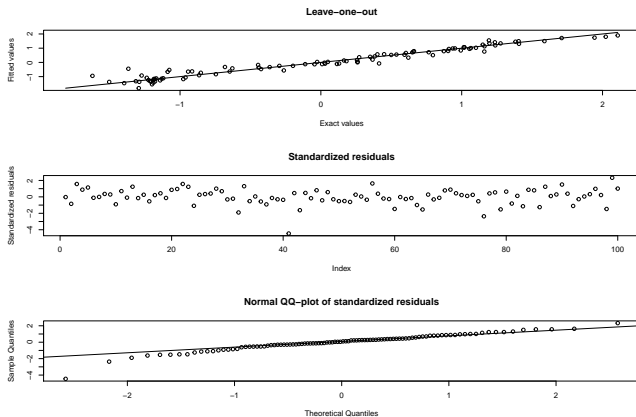 Leave−one−out
Fitted values
−1 0 1 2
−1 0 1 2
Exact values
Standardized residuals
Standardized residuals
−4 −2 0 2
0 20 40 60 80 100
Index
Normal QQ−plot of standardized residuals
Sample Quantiles
−4 −2 0 2
−2 −1 0 1 2
Theoretical Quantiles